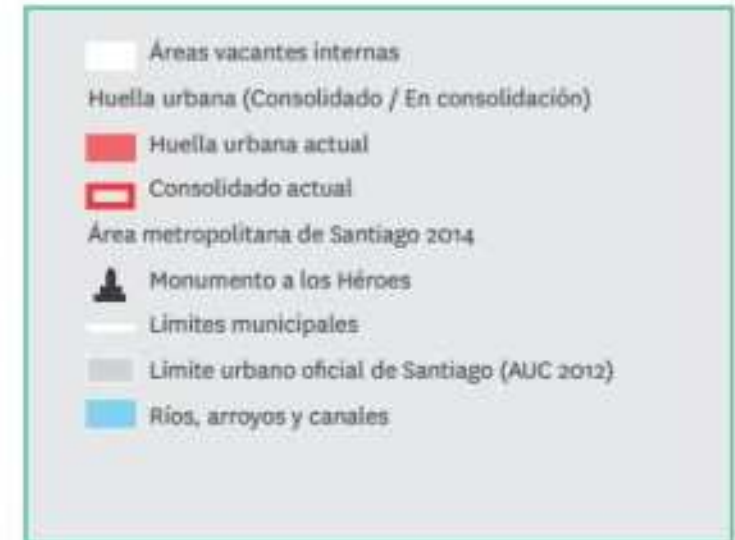 Áreas vacantes internas
Huella urbana (Consolidado / En consolidación)
Huella urbana actual
Consolidado actual
Área metropolitana de Santiago 2014
Monumento a los Héroes
Límites municipales
Límite urbano oficial de Santiago (AUC 2012)
Ríos, arroyos y canales